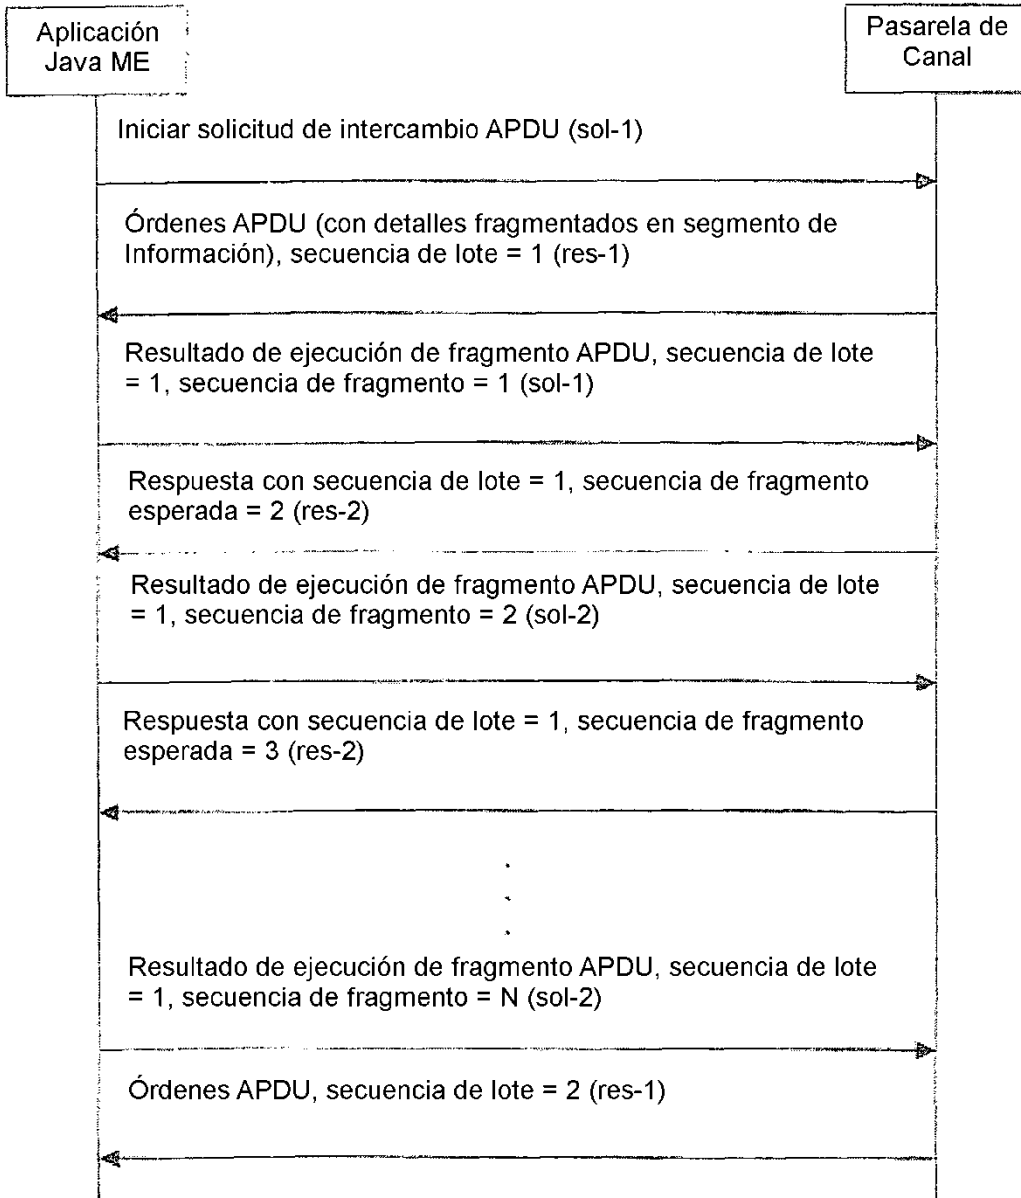 Aplicación
Java ME
Pasarela de
Canal
Iniciar solicitud de intercambio APDU (sol-1)
Órdenes APDU (con detalles fragmentados en segmento de
Información), secuencia de lote = 1 (res-1)
Resultado de ejecución de fragmento APDU, secuencia de lote
= 1, secuencia de fragmento = 1 (sol-1)
Respuesta con secuencia de lote = 1, secuencia de fragmento
esperada = 2 (res-2)
Resultado de ejecución de fragmento APDU, secuencia de lote
= 1, secuencia de fragmento = 2 (sol-2)
Respuesta con secuencia de lote = 1, secuencia de fragmento
esperada = 3 (res-2)
Resultado de ejecución de fragmento APDU, secuencia de lote
= 1, secuencia de fragmento = N (sol-2)
Órdenes APDU, secuencia de lote = 2 (res-1)